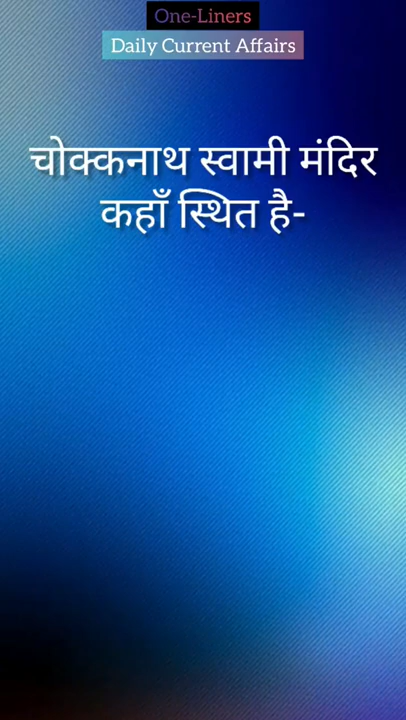 One-Liners
Daily Current Affairs
चोक्कनाथ स्वामी मंदिर
कहाँ स्थित है-